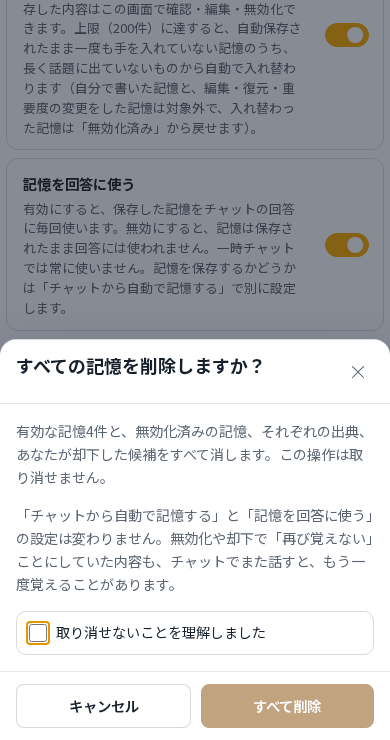 存した内容はこの画面で確認・編集・無効化で
きます。上限（200件）に達すると、自動保存さ
れたまま一度も手を入れていない記憶のうち、
長く話題に出ていないものから自動で入れ替わ
ります（自分で書いた記憶と、編集・復元・重
要度の変更をした記憶は対象外で、入れ替わっ
た記憶は「無効化済み」から戻せます）。
記憶を回答に使う
有効にすると、保存した記憶をチャットの回答
に毎回使います。無効にすると、記憶は保存さ
れたまま回答には使われません。一時チャット
では常に使いません。記憶を保存するかどうか
は「チャットから自動で記憶する」で別に設定
します。
すべての記憶を削除しますか？
有効な記憶4件と、無効化済みの記憶、それぞれの出典、
あなたが却下した候補をすべて消します。この操作は取
り消せません。
「チャットから自動で記憶する」と「記憶を回答に使う」
の設定は変わりません。無効化や却下で「再び覚えない」
ことにしていた内容も、チャットでまた話すと、もう一
度覚えることがあります。
取り消せないことを理解しました
キャンセル
すべて削除